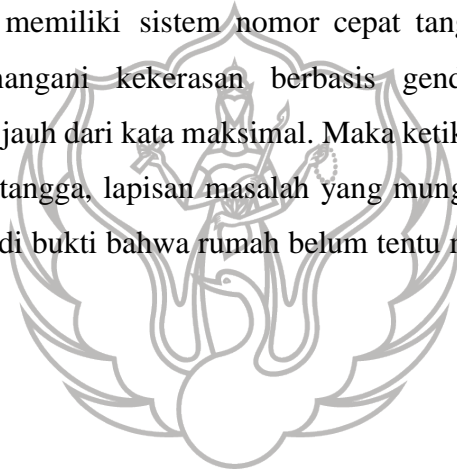 memiliki sistem nomor cepat tang
nangani kekerasan berbasis gend
jauh dari kata maksimal. Maka ketik
tangga, lapisan masalah yang mung
di bukti bahwa rumah belum tentu